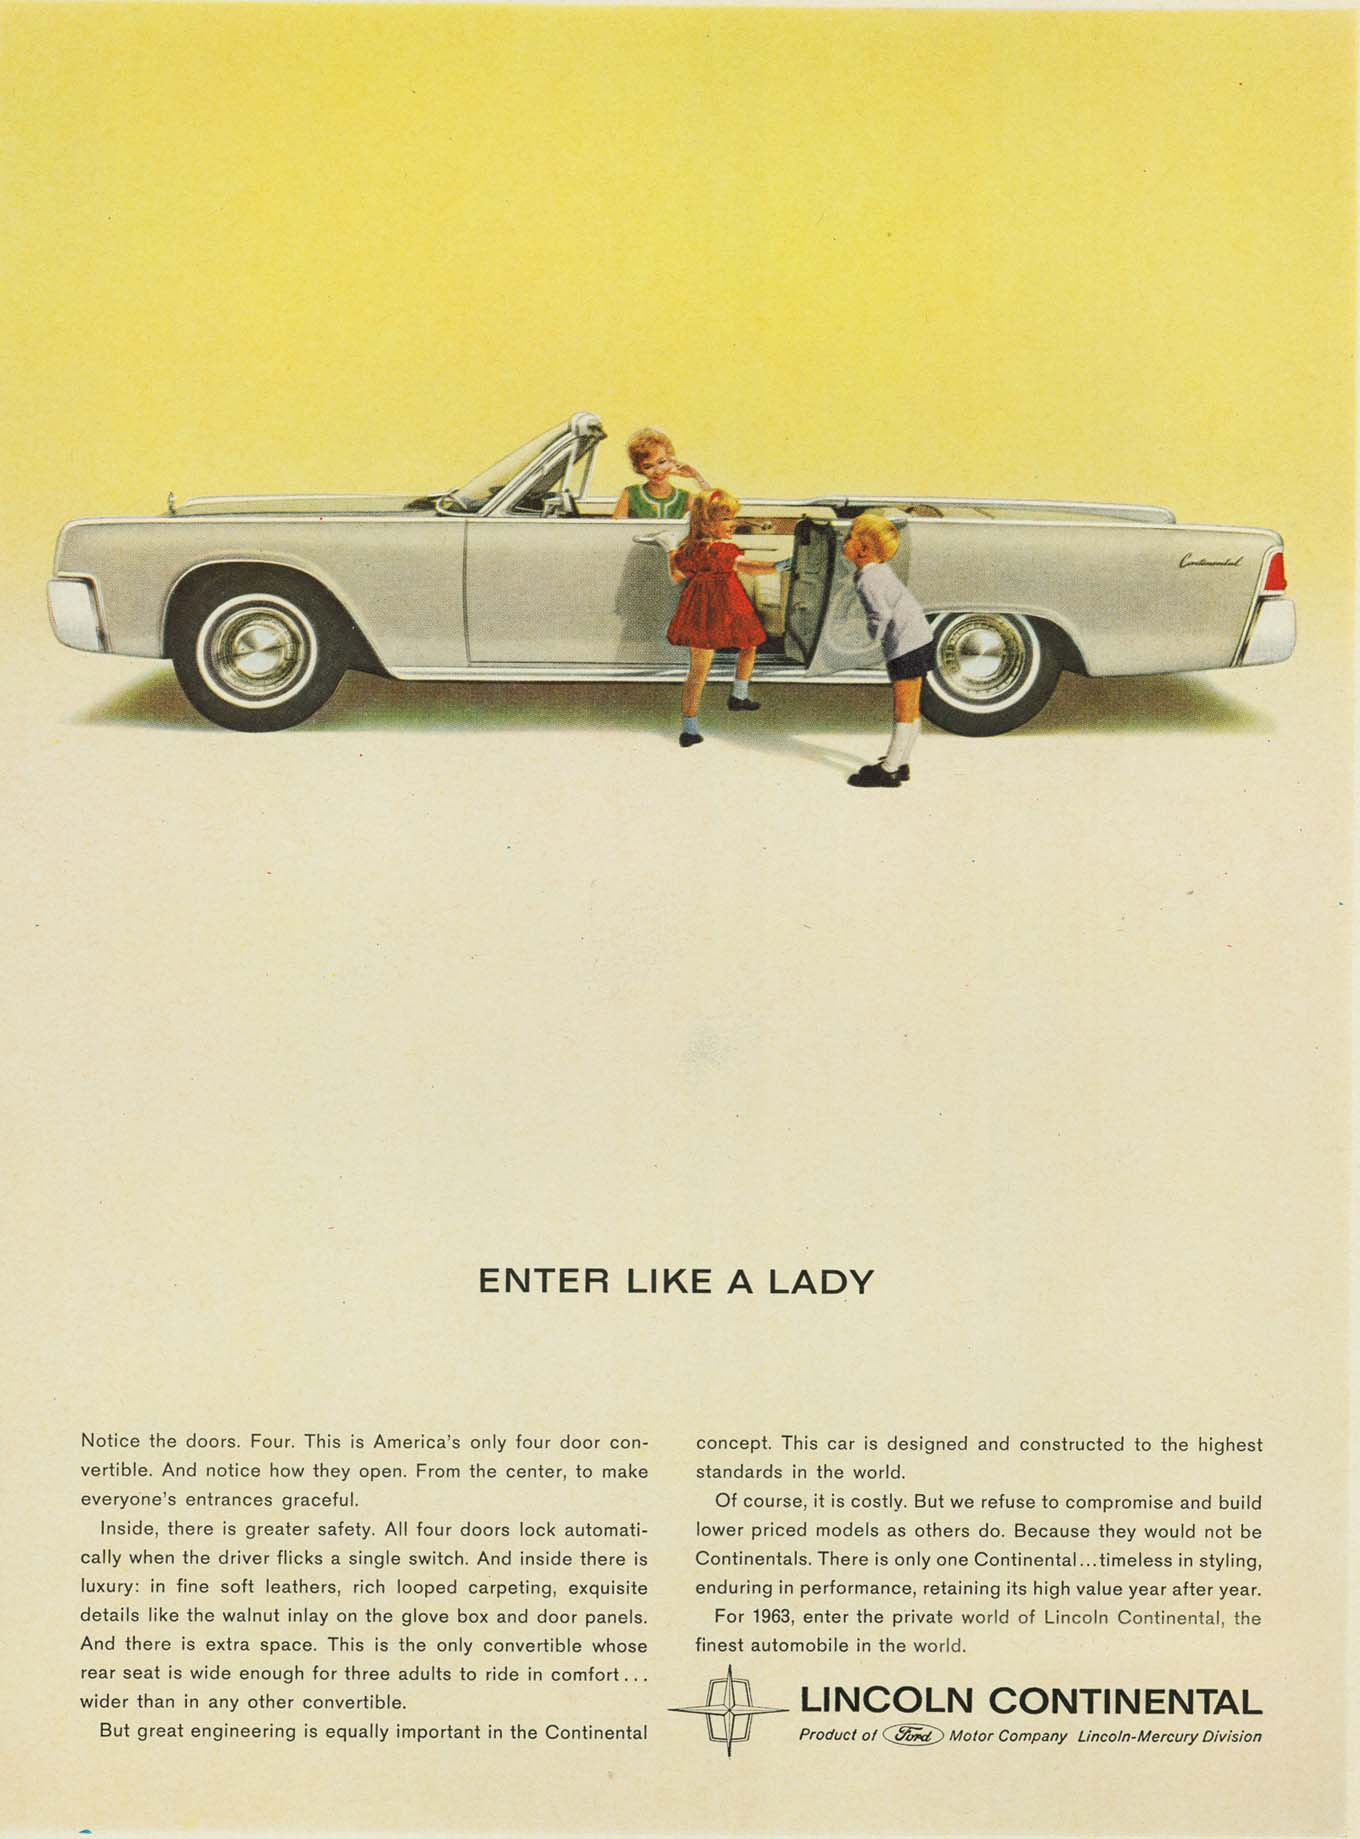 Continental
ENTER LIKE A LADY
Notice the doors. Four. This is America's only four door con-
vertible. And notice how they open. From the center, to make
everyone's entrances graceful.
Inside, there is greater safety. All four doors lock automati-
cally when the driver flicks a single switch. And inside there is
luxury: in fine soft leathers, rich looped carpeting, exquisite
details like the walnut inlay on the glove box and door panels.
And there is extra space. This is the only convertible whose
rear seat is wide enough for three adults to ride in comfort...
wider than in any other convertible.
But great engineering is equally important in the Continental
concept. This car is designed and constructed to the highest
standards in the world.
Of course, it is costly. But we refuse to compromise and build
lower priced models as others do. Because they would not be
Continentals. There is only one Continental...timeless in styling,
enduring in performance, retaining its high value year after year.
For 1963, enter the private world of Lincoln Continental, the
finest automobile in the world.
LINCOLN CONTINENTAL
Product of Ford Motor Company Lincoln-Mercury Division